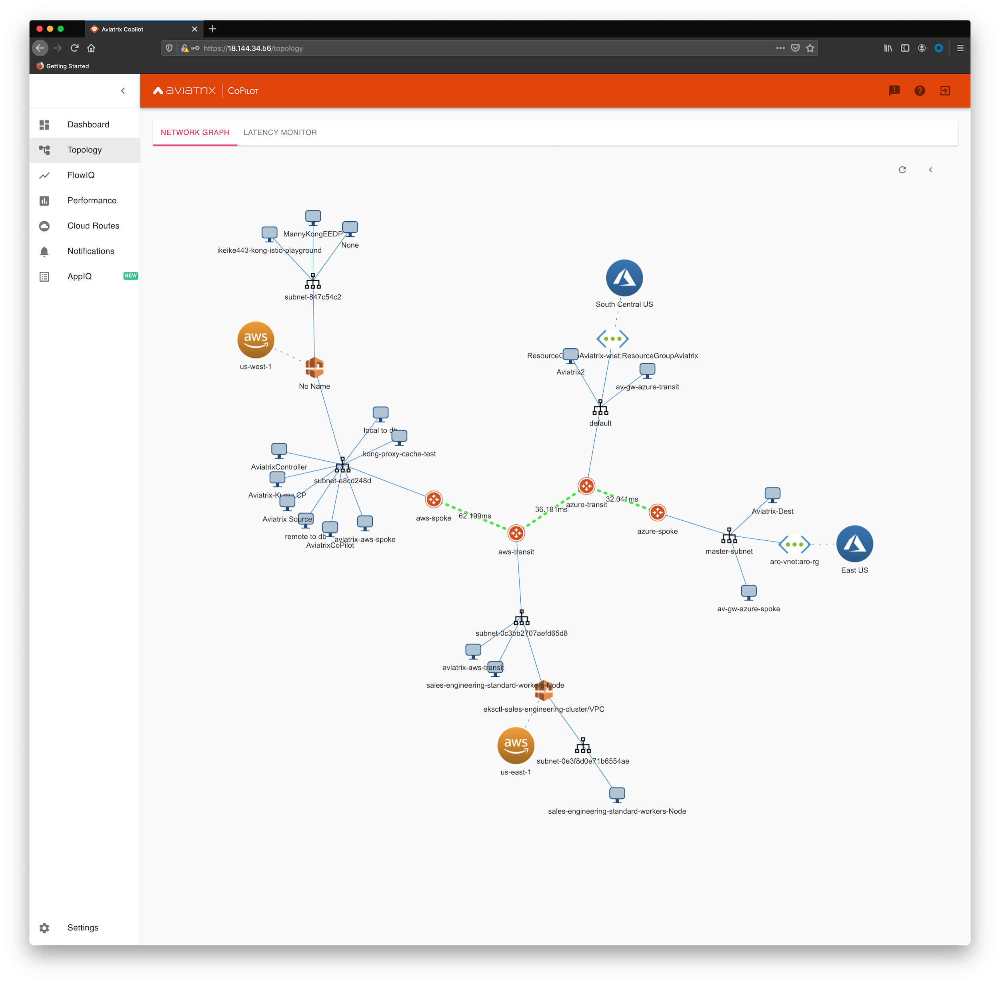 Aviatrix Copilot
https://18.144.34.56/topology
Getting Started
aviatrix CoPilot
Dashboard
Topology
FlowIQ
Performance
Cloud Routes
Notifications
AppIQ NEW
Settings
NETWORK GRAPH LATENCY MONITOR
MannyKongEEDP
None
ikeike443-kong-istio-playground
subnet-847c54c2
South Central US
aws
us-west-1
ResourceGroupAviatrix-vnet:ResourceGroupAviatrix
Aviatrix2
No Name
av-gw-azure-transit
default
local to db
kong-proxy-cache-test
AviatrixController
subnet-e8cd248d
Aviatrix-Kuma CP
Aviatrix Source
aws-spoke
62.199ms
36.181ms
azure-transit
32.041ms
Aviatrix-Dest
azure-spoke
remote to db
aviatrix-aws-spoke
AviatrixCoPilot
aws-transit
master-subnet
aro-vnet:aro-rg
East US
av-gw-azure-spoke
subnet-0c3bb2707aefd65d8
aviatrix-aws-transit
sales-engineering-standard-workers-Node
eksctl-sales-engineering-cluster/VPC
aws
us-east-1
subnet-0e3f8d0e71b6554ae
sales-engineering-standard-workers-Node